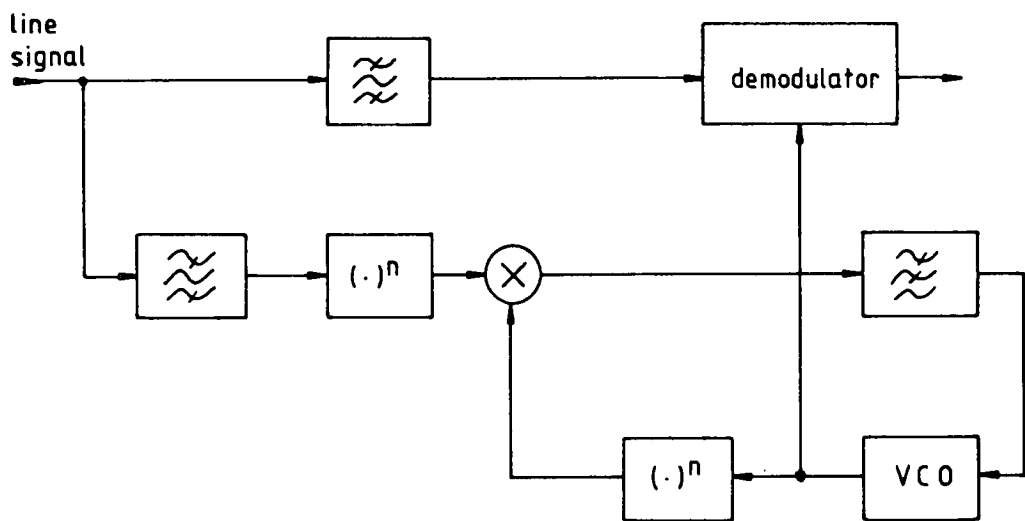 line
signal
demodulator
(·)ⁿ
(·)ⁿ
VCO